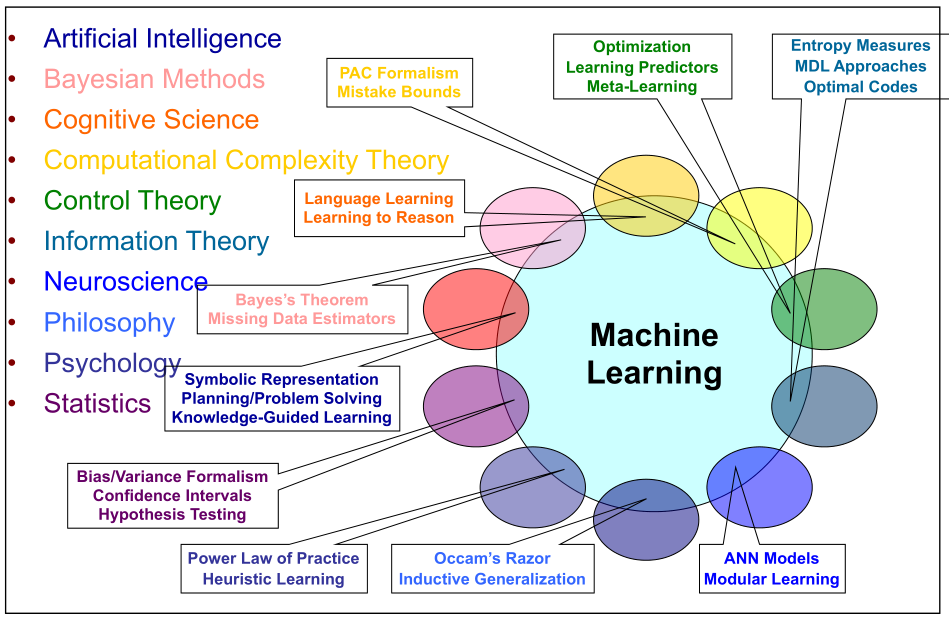 • Artificial Intelligence
• Bayesian Methods
• Cognitive Science
• Computational Complexity Theory
• Control Theory
• Information Theory
• Neuroscience
• Philosophy
• Psychology
• Statistics
PAC Formalism
Mistake Bounds
Optimization
Learning Predictors
Meta-Learning
Entropy Measures
MDL Approaches
Optimal Codes
Language Learning
Learning to Reason
Bayes’s Theorem
Missing Data Estimators
Symbolic Representation
Planning/Problem Solving
Knowledge-Guided Learning
Machine
Learning
Bias/Variance Formalism
Confidence Intervals
Hypothesis Testing
Power Law of Practice
Heuristic Learning
Occam’s Razor
Inductive Generalization
ANN Models
Modular Learning